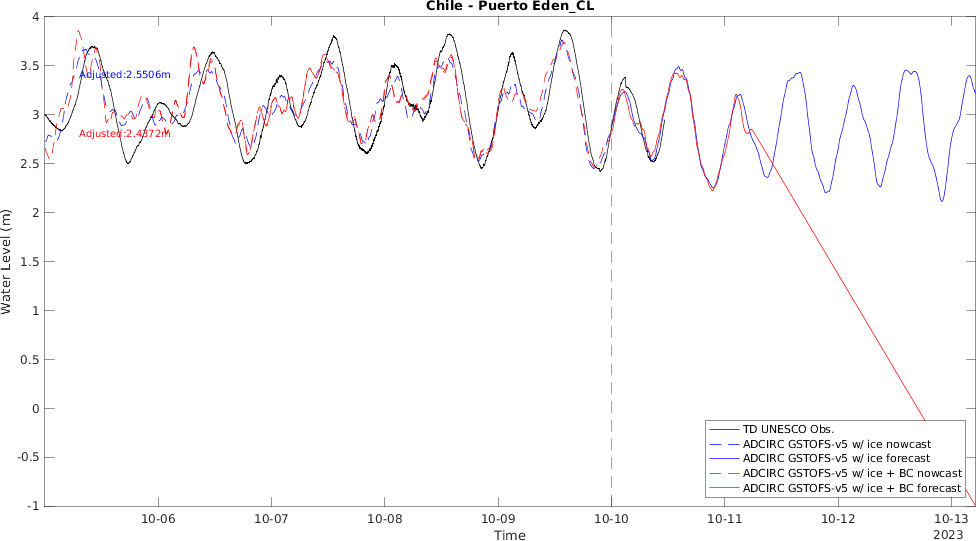 Chile - Puerto Eden_CL
4
3.5
3
2.5
2
1.5
1
0.5
0
-0.5
-1
Water Level (m)
Adjusted:2.5506m
Adjusted:2.4372m
TD UNESCO Obs.
ADCIRC GSTOFS-v5 w/ ice nowcast
ADCIRC GSTOFS-v5 w/ ice forecast
ADCIRC GSTOFS-v5 w/ ice + BC nowcast
ADCIRC GSTOFS-v5 w/ ice + BC forecast
10-06 10-07 10-08 10-09 10-10 10-11 10-12 10-13
2023
Time